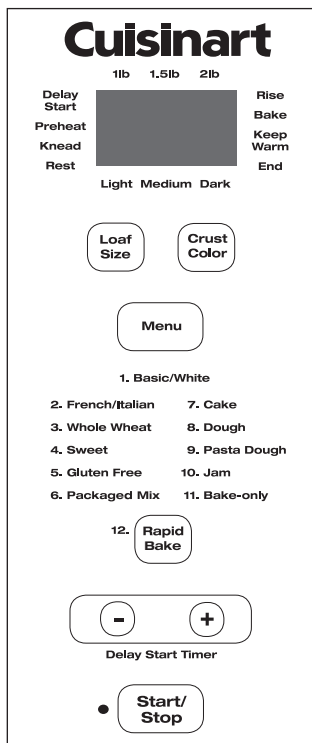 Cuisinart
1lb 1.5lb 2lb
Delay
Start
Preheat
Knead
Rest
Rise
Bake
Keep
Warm
End
Light Medium Dark
Loaf
Size
Crust
Color
Menu
1. Basic/White
2. French/Italian
3. Whole Wheat
4. Sweet
5. Gluten Free
6. Packaged Mix
7. Cake
8. Dough
9. Pasta Dough
10. Jam
11. Bake-only
12. Rapid
Bake
- +
Delay Start Timer
Start/
Stop